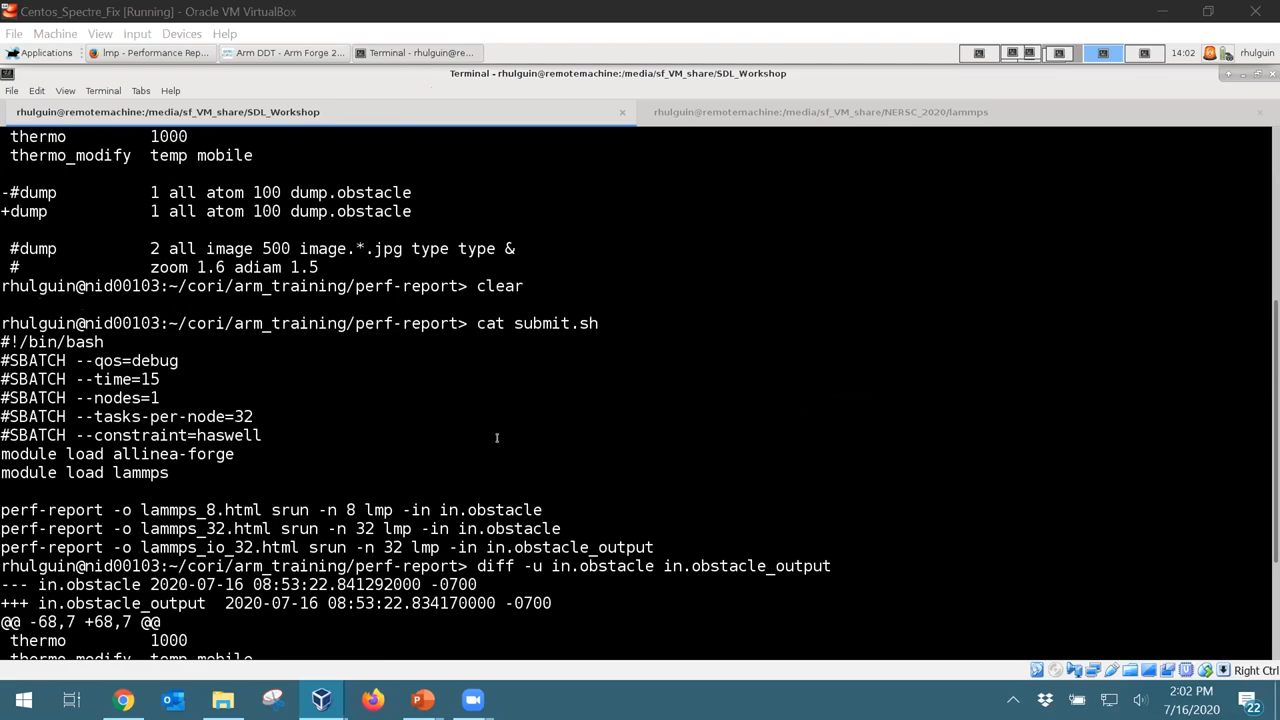 Centos_Spectre_Fix [Running] - Oracle VM VirtualBox
File Machine View Input Devices Help
Applications lmp - Performance Rep... Arm DDT - Arm Forge 2... Terminal - rhulguin@re... 14:02 rhulguin
Terminal - rhulguin@remotemachine:/media/sf_VM_share/SDL_Workshop
File Edit View Terminal Tabs Help
rhulguin@remotemachine:/media/sf_VM_share/SDL_Workshop rhulguin@remotemachine:/media/sf_VM_share/NERSC_2020/lammps
thermo 1000
thermo_modify temp mobile
-#dump 1 all atom 100 dump.obstacle
+dump 1 all atom 100 dump.obstacle
#dump 2 all image 500 image.*.jpg type type &
# zoom 1.6 adiam 1.5
rhulguin@nid00103:~/cori/arm_training/perf-report> clear
rhulguin@nid00103:~/cori/arm_training/perf-report> cat submit.sh
#!/bin/bash
#SBATCH --qos=debug
#SBATCH --time=15
#SBATCH --nodes=1
#SBATCH --tasks-per-node=32
#SBATCH --constraint=haswell
module load allinea-forge
module load lammps
perf-report -o lammps_8.html srun -n 8 lmp -in in.obstacle
perf-report -o lammps_32.html srun -n 32 lmp -in in.obstacle
perf-report -o lammps_io_32.html srun -n 32 lmp -in in.obstacle_output
rhulguin@nid00103:~/cori/arm_training/perf-report> diff -u in.obstacle in.obstacle_output
--- in.obstacle 2020-07-16 08:53:22.841292000 -0700
+++ in.obstacle_output 2020-07-16 08:53:22.834170000 -0700
@@ -68,7 +68,7 @@
thermo 1000
thermo_modify temp mobile
Right Ctrl
2:02 PM
7/16/2020
22